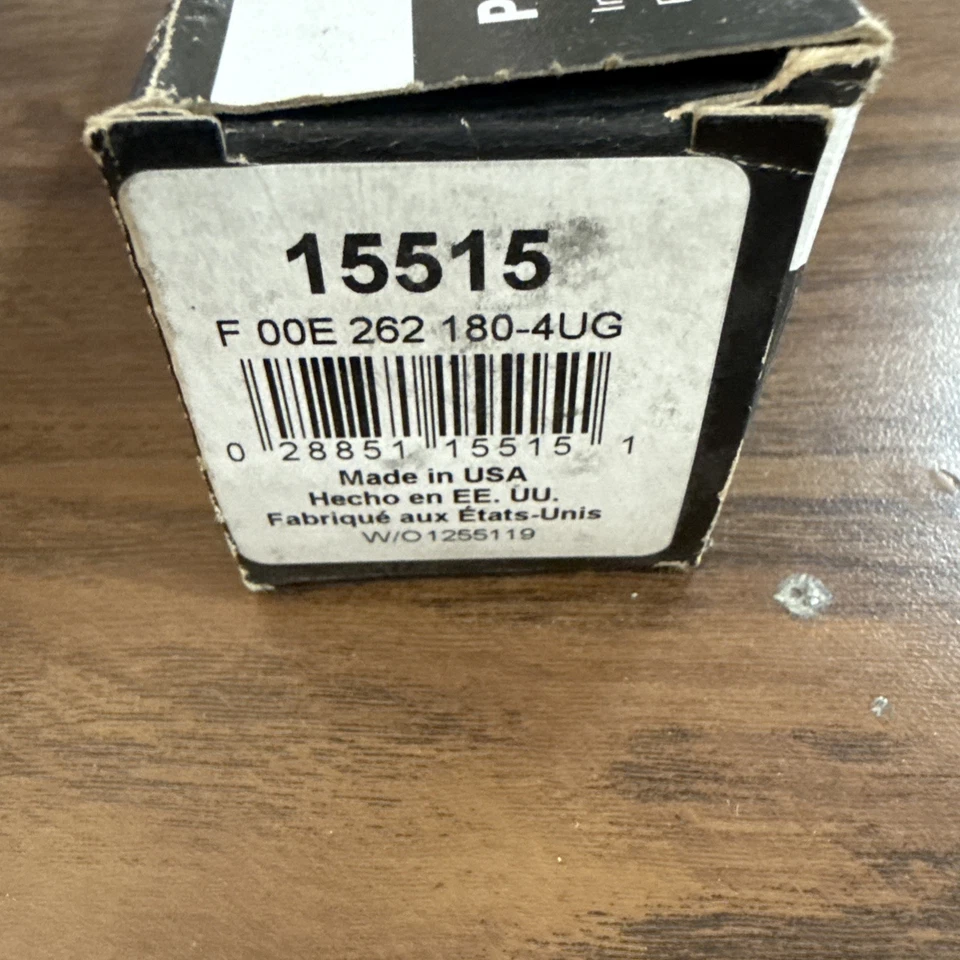 15515
F 00E 262 180-4UG
0 28851 15515 1
Made in USA
Hecho en EE. UU.
Fabriqué aux États-Unis
W/O1255119